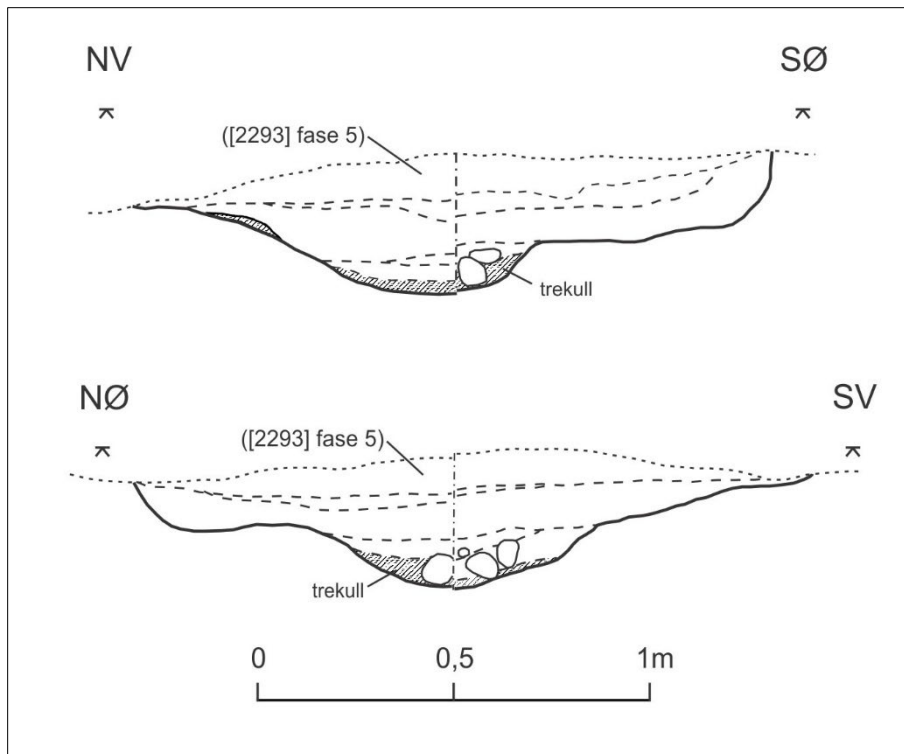 NV
SØ
([2293] fase 5)
trekull
NØ
SV
([2293] fase 5)
trekull
0 0,5 1m